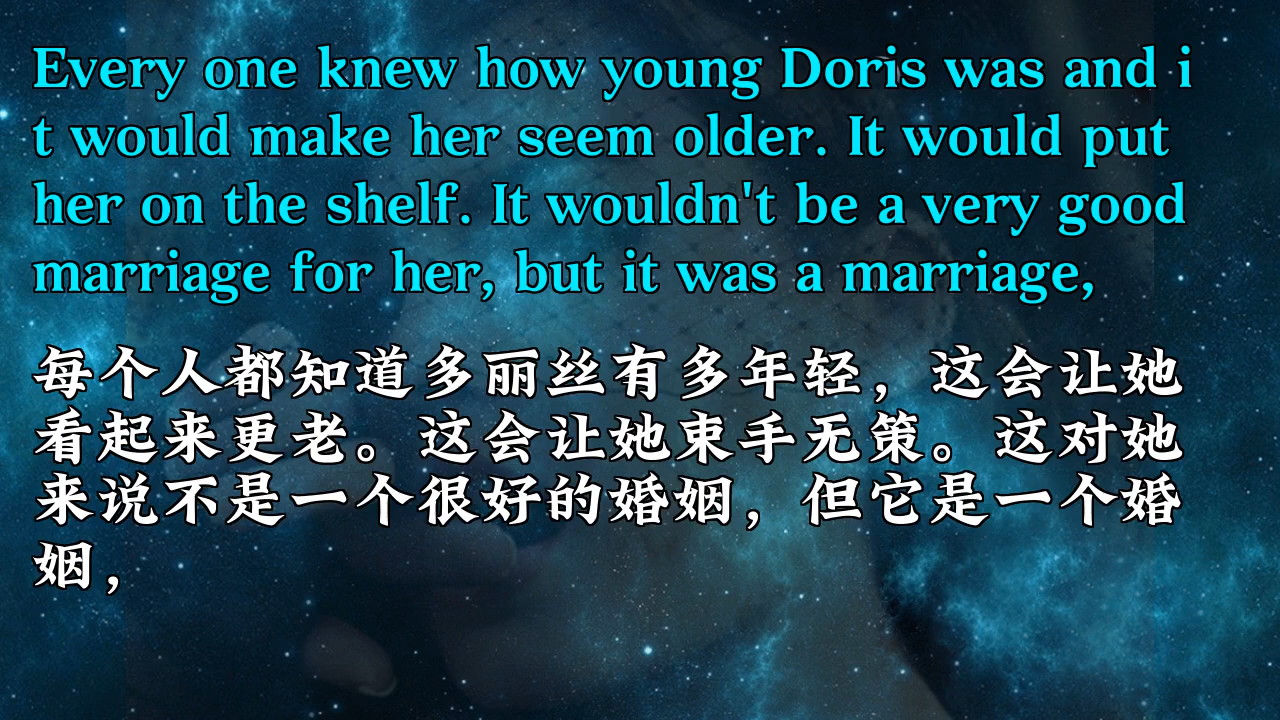 Every one knew how young Doris was and i
t would make her seem older. It would put
her on the shelf. It wouldn't be a very good
marriage for her, but it was a marriage,
每个人都知道多丽丝有多年轻，这会让她
看起来更老。这会让她束手无策。这对她
来说不是一个很好的婚姻，但它是一个婚
姻，